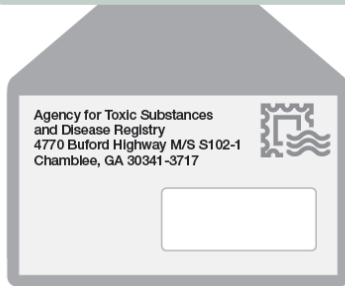 Agency for Toxic Substances
and Disease Registry
4770 Buford Highway M/S S102-1
Chamblee, GA 30341-3717